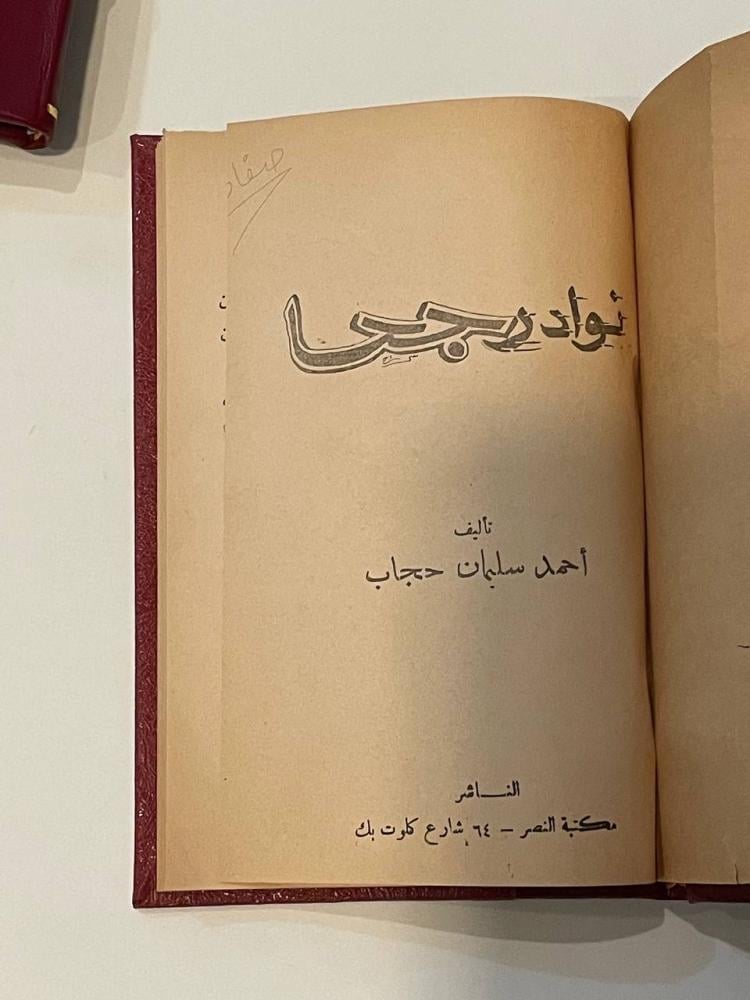 نوادر جحا
تأليف
أحمد سليمان حجاب
الناشر
مكتبة النصر - ٦٤ شارع كلوت بك